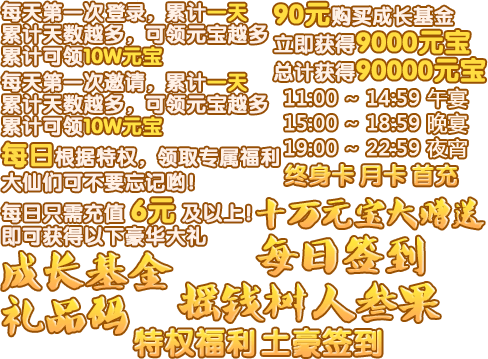 每天第一次登录，累计一天
累计天数越多，可领元宝越多
累计可领10W元宝
每天第一次邀请，累计一天
累计天数越多，可领元宝越多
累计可领10W元宝
每日根据特权，领取专属福利
大仙们可不要忘记哟！
每日只需充值 6元 及以上！
即可获得以下豪华大礼
90元购买成长基金
立即获得9000元宝
总计获得90000元宝
11:00 ~ 14:59 午宴
15:00 ~ 18:59 晚宴
19:00 ~ 22:59 夜宵
终身卡 月卡 首充
十万元宝大赠送
每日签到
成长基金
摇钱树人叁果
礼品码
特权福利 土豪签到